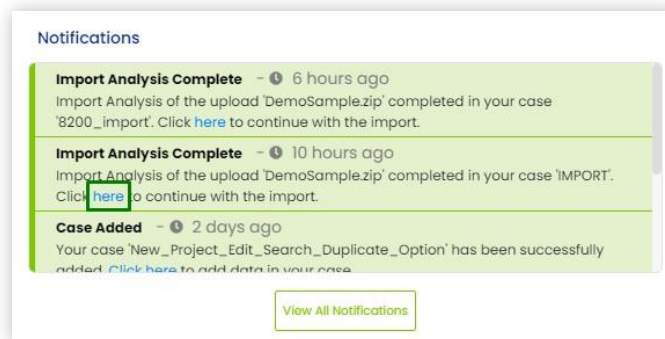 Notifications
Import Analysis Complete - 6 hours ago
Import Analysis of the upload 'DemoSample.zip' completed in your case
'8200_import'. Click here to continue with the import.
Import Analysis Complete - 10 hours ago
Import Analysis of the upload 'DemoSample.zip' completed in your case 'IMPORT'.
Click here to continue with the import.
Case Added - 2 days ago
Your case 'New_Project_Edit_Search_Duplicate_Option' has been successfully
added. Click here to add data in your case
View All Notifications